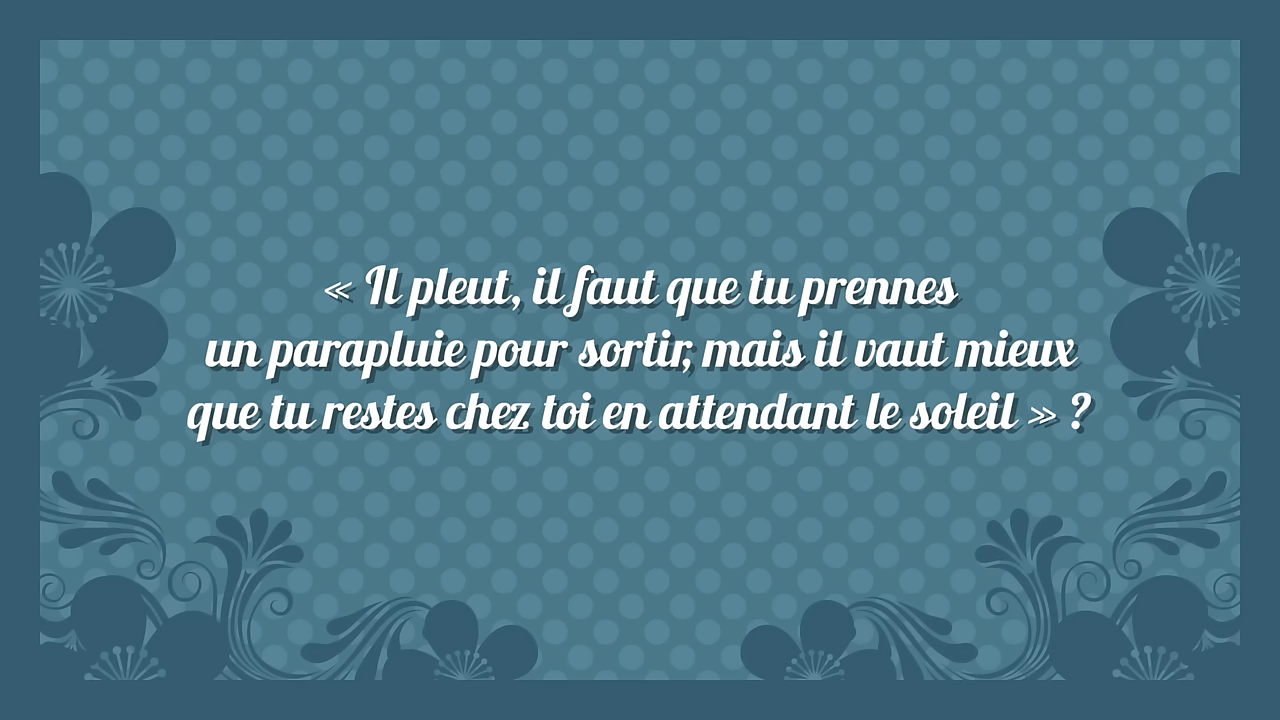 « Il pleut, il faut que tu prennes
un parapluie pour sortir, mais il vaut mieux
que tu restes chez toi en attendant le soleil » ?